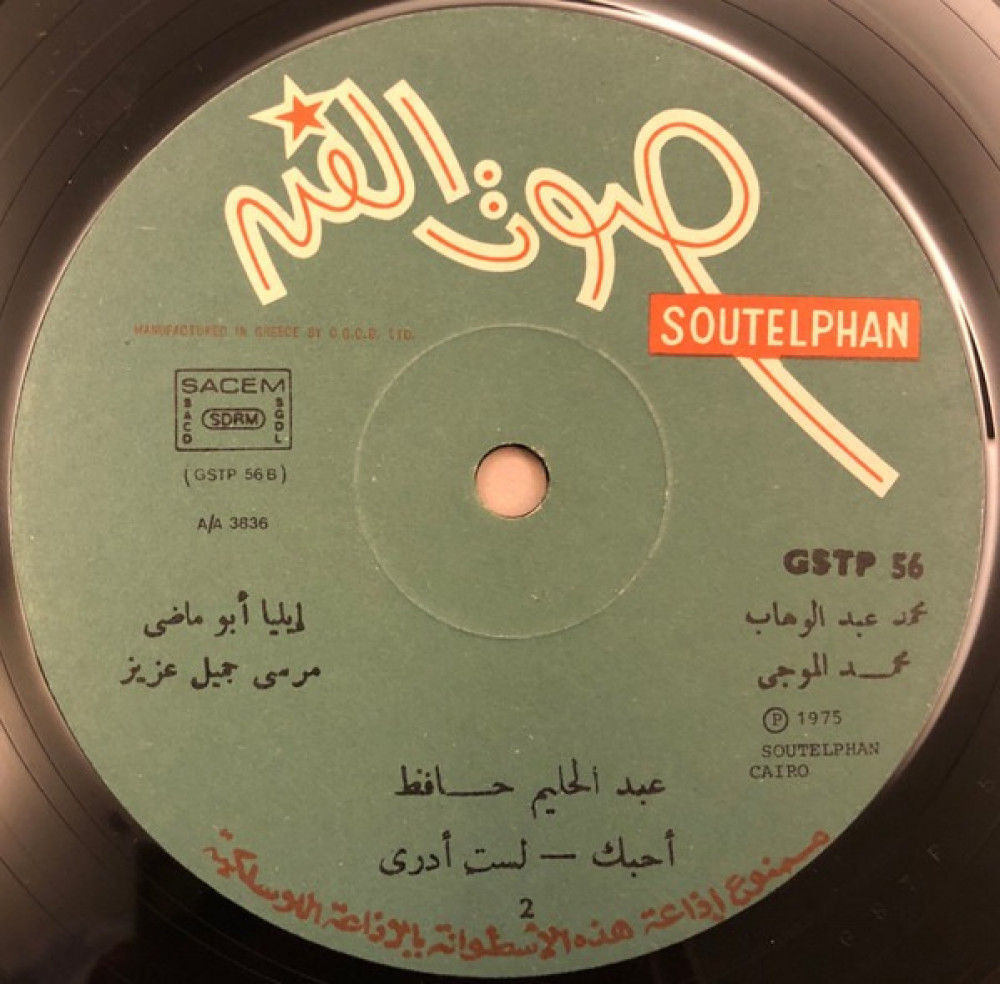 صوت الفن
SOUTELPHAN
MANUFACTURED IN GREECE BY C.G.C.D. LTD.
SACEM
SACD
SDRM
SGDL
(GSTP 56 B)
A/A 3836
GSTP 56
محمد عبد الوهاب
محمد الموجى
إيليا أبو ماضى
مرسى جميل عزيز
Ⓟ 1975
SOUTELPHAN
CAIRO
عبد الحليم حافظ
أحبك – لست أدرى
2
ممنوع إذاعة هذه الاسطوانة بالإذاعة اللاسلكية